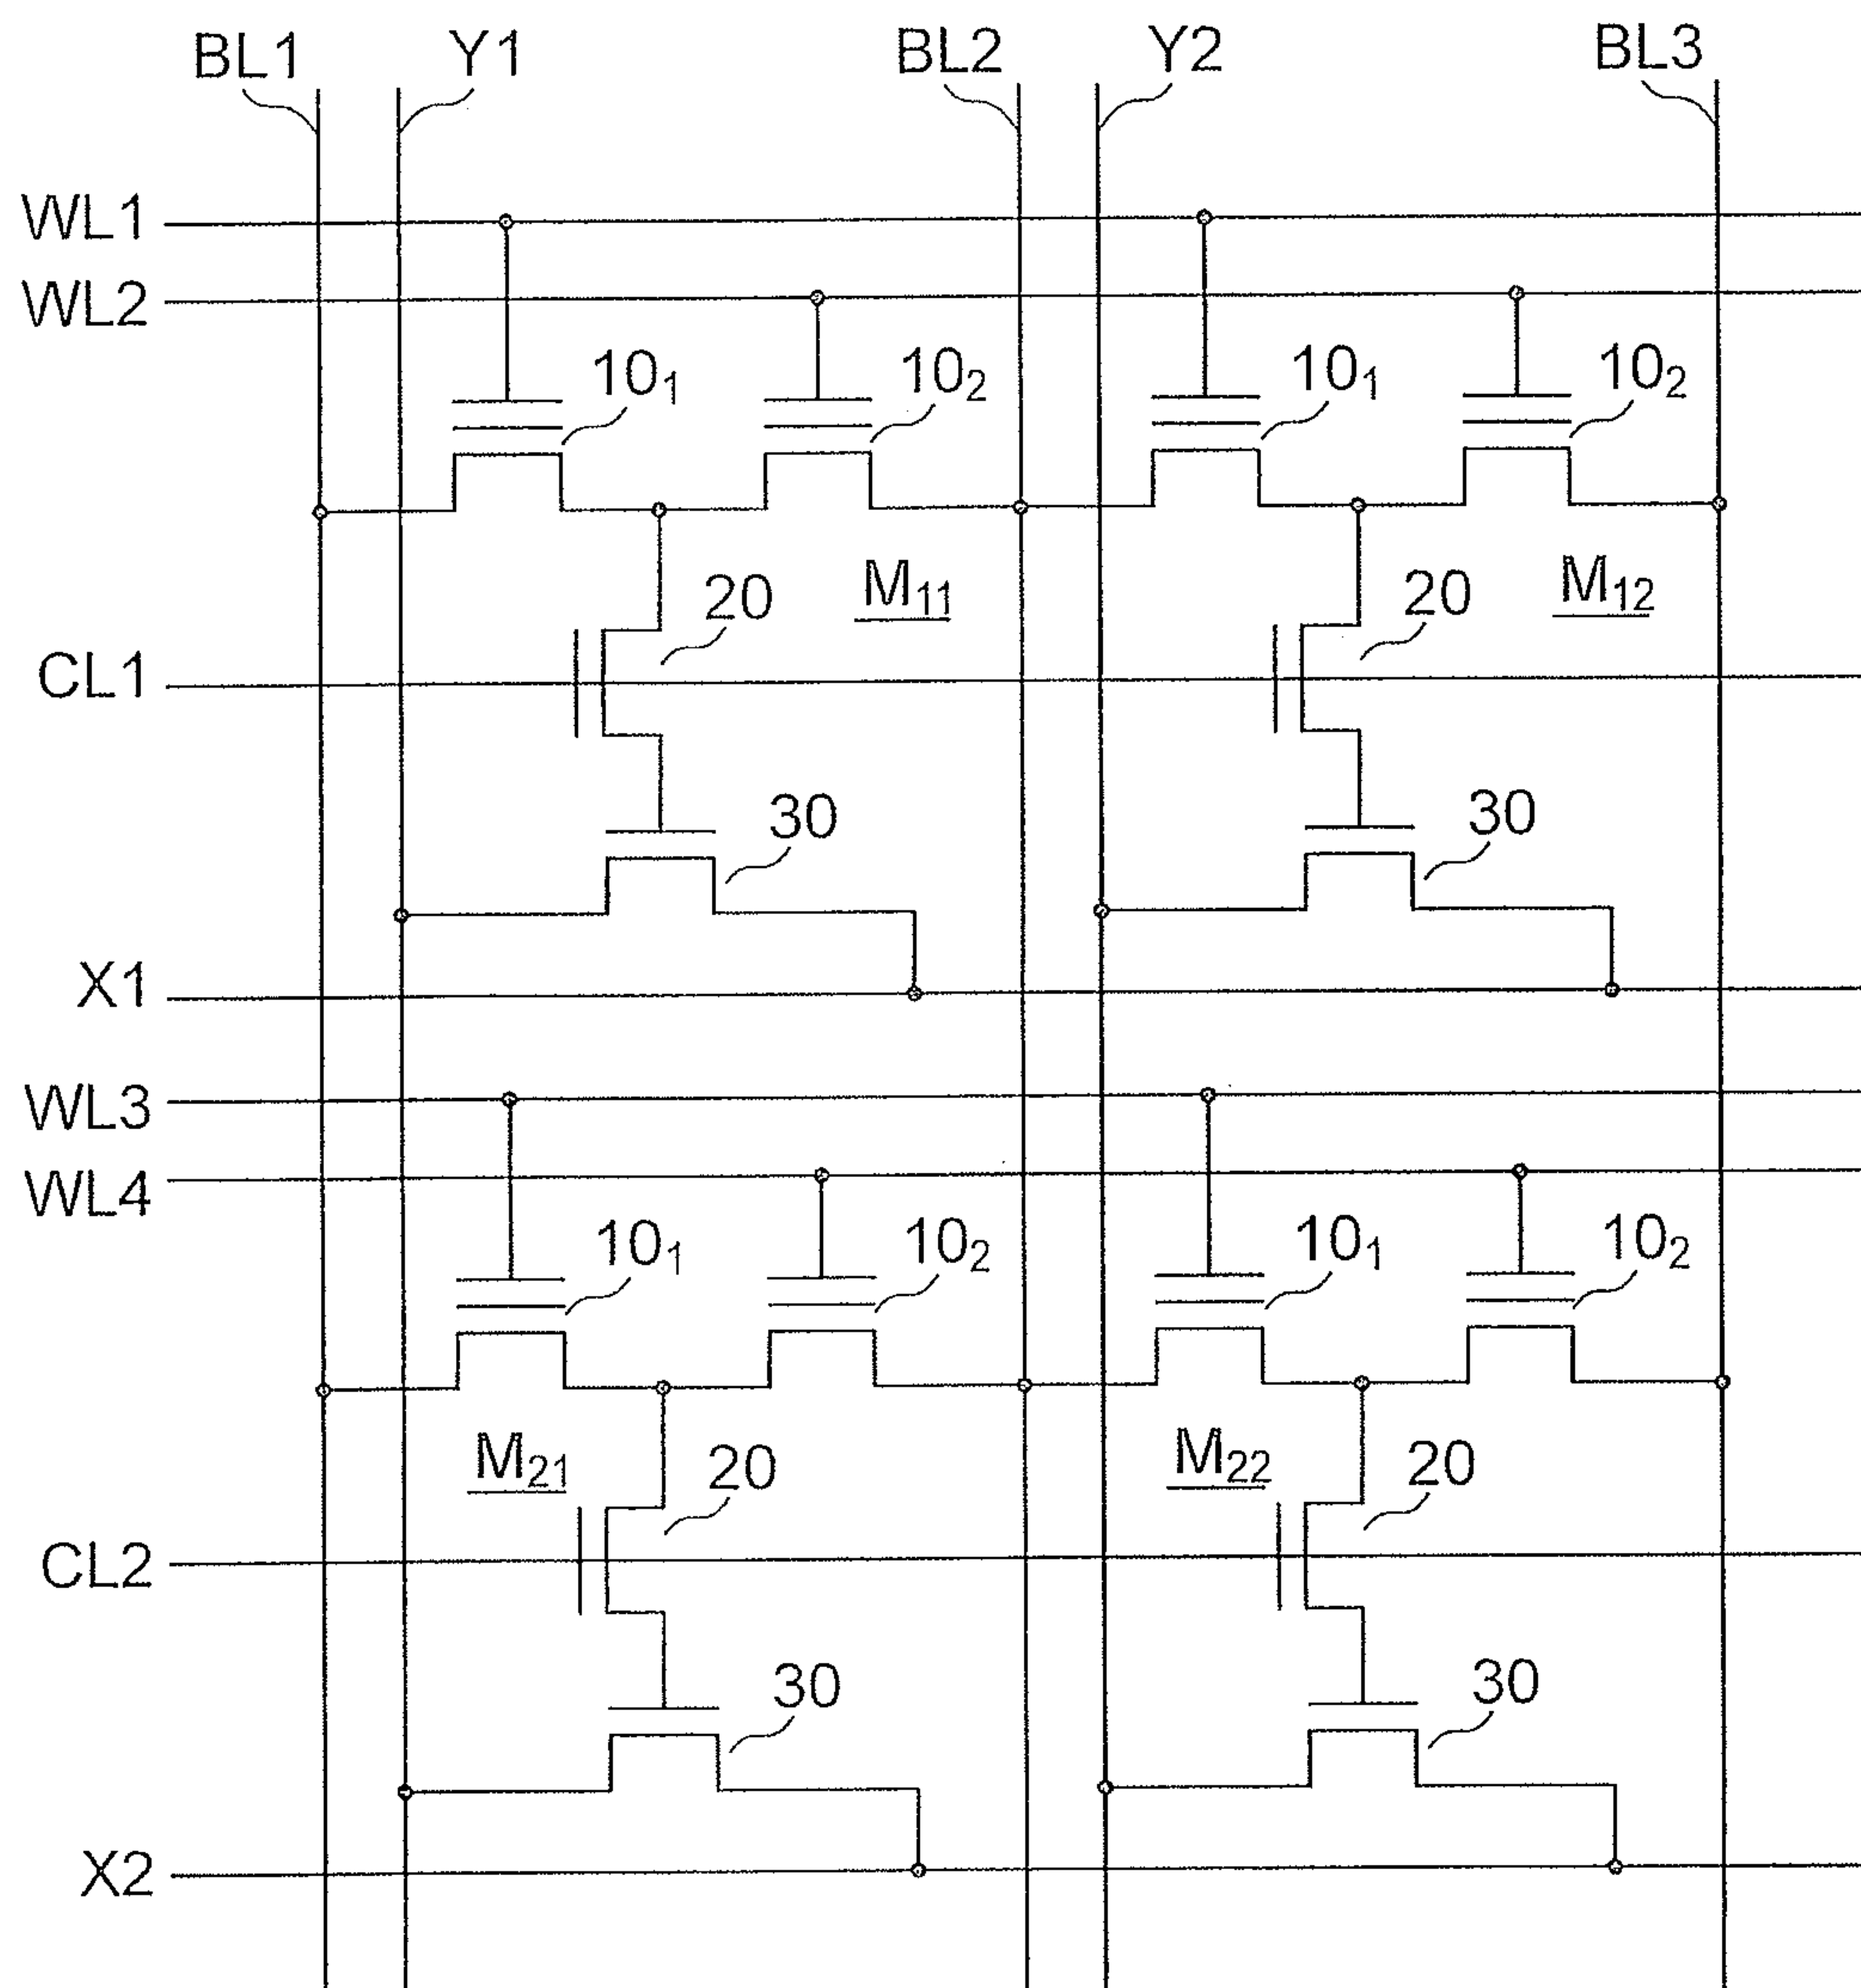 BL1 Y1 BL2 Y2 BL3
WL1
WL2
10₁ 10₂ 10₁ 10₂
M₁₁ M₁₂
20 20
CL1
30 30
X1
WL3
WL4
10₁ 10₂ 10₁ 10₂
M₂₁ 20 M₂₂ 20
CL2
30 30
X2